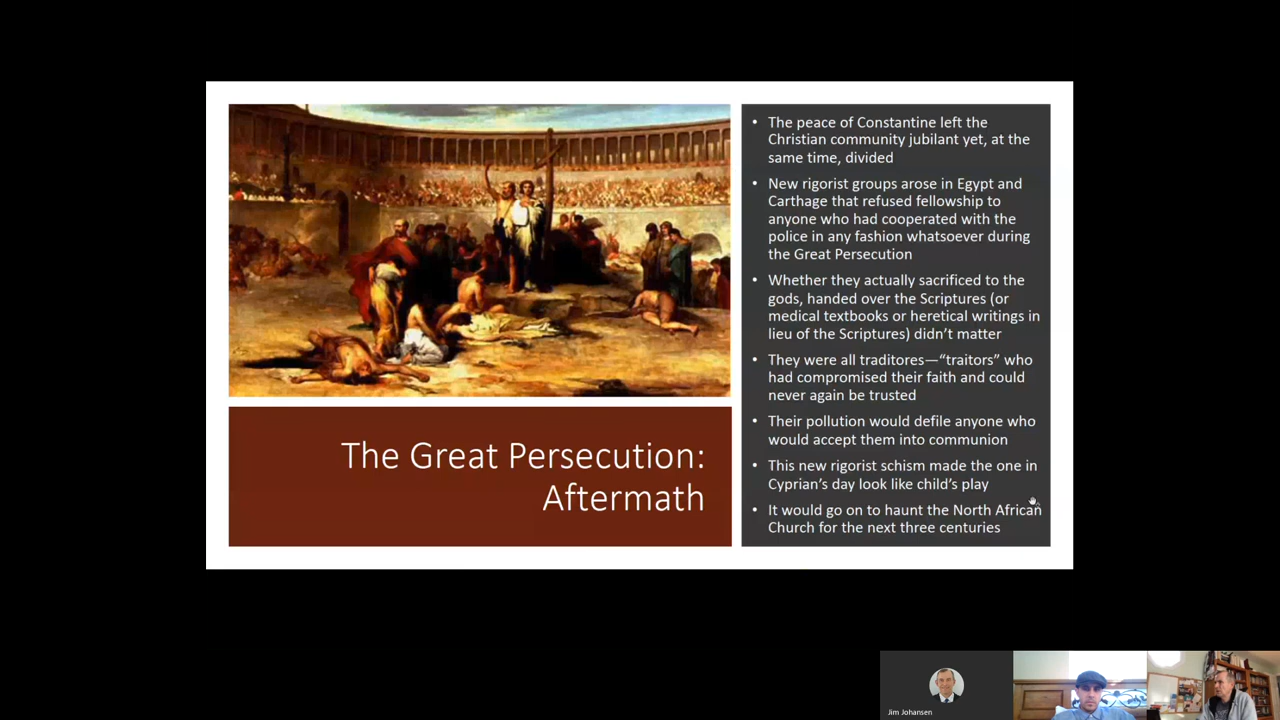 The Great Persecution:
Aftermath
• The peace of Constantine left the
Christian community jubilant yet, at the
same time, divided
• New rigorist groups arose in Egypt and
Carthage that refused fellowship to
anyone who had cooperated with the
police in any fashion whatsoever during
the Great Persecution
• Whether they actually sacrificed to the
gods, handed over the Scriptures (or
medical textbooks or heretical writings in
lieu of the Scriptures) didn’t matter
• They were all traditores—“traitors” who
had compromised their faith and could
never again be trusted
• Their pollution would defile anyone who
would accept them into communion
• This new rigorist schism made the one in
Cyprian’s day look like child’s play
• It would go on to haunt the North African
Church for the next three centuries
Jim Johansen